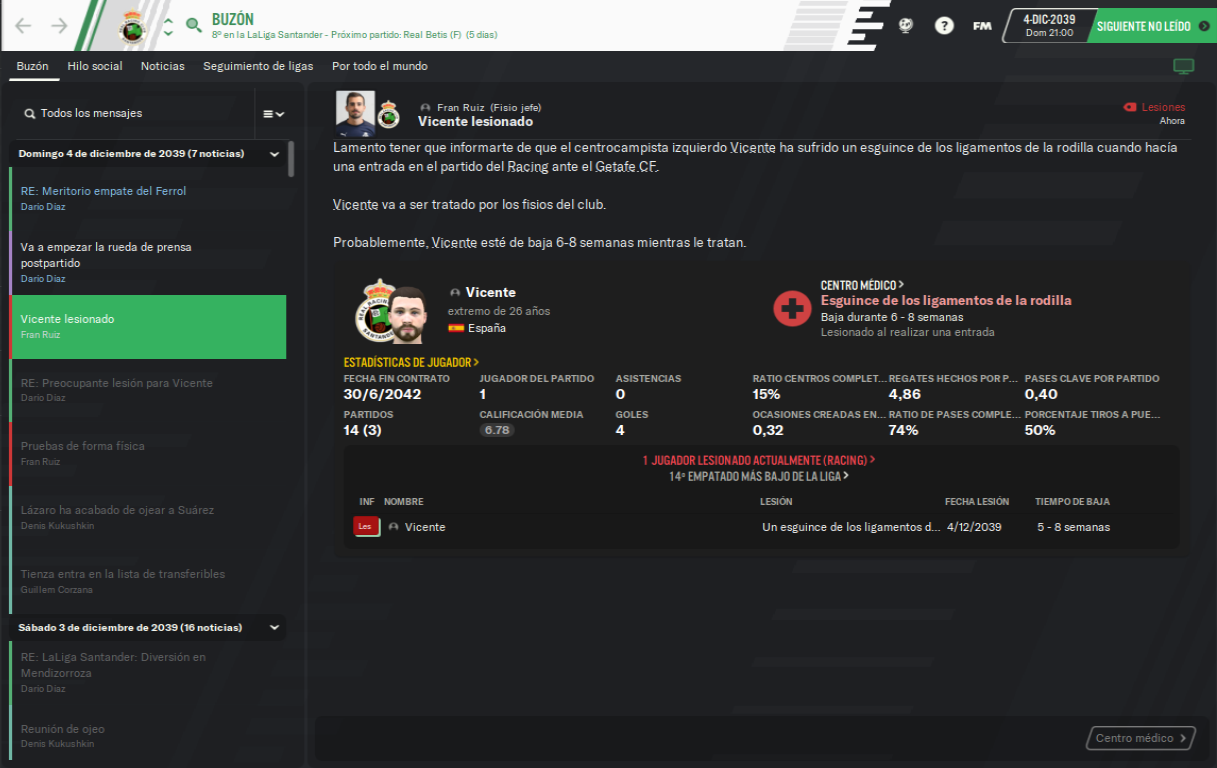 BUZÓN
8º en la LaLiga Santander - Próximo partido: Real Betis (F) (5 días)
?
FM
4-DIC-2039
Dom 21:00
SIGUIENTE NO LEÍDO
Buzón Hilo social Noticias Seguimiento de ligas Por todo el mundo
Todos los mensajes
Domingo 4 de diciembre de 2039 (7 noticias)
RE: Meritorio empate del Ferrol
Darío Díaz
Va a empezar la rueda de prensa
postpartido
Darío Díaz
Vicente lesionado
Fran Ruiz
RE: Preocupante lesión para Vicente
Darío Díaz
Pruebas de forma física
Fran Ruiz
Lázaro ha acabado de ojear a Suárez
Denis Kukushkin
Tienza entra en la lista de transferibles
Guillem Corzana
Sábado 3 de diciembre de 2039 (16 noticias)
RE: LaLiga Santander: Diversión en
Mendizorroza
Darío Díaz
Reunión de ojeo
Denis Kukushkin
Fran Ruiz (Fisio jefe)
Vicente lesionado
Lesiones
Ahora
Lamento tener que informarte de que el centrocampista izquierdo Vicente ha sufrido un esguince de los ligamentos de la rodilla cuando hacía
una entrada en el partido del Racing ante el Getafe CF.
Vicente va a ser tratado por los fisios del club.
Probablemente, Vicente esté de baja 6-8 semanas mientras le tratan.
Vicente
extremo de 26 años
España
CENTRO MÉDICO
Esguince de los ligamentos de la rodilla
Baja durante 6 - 8 semanas
Lesionado al realizar una entrada
ESTADÍSTICAS DE JUGADOR
FECHA FIN CONTRATO JUGADOR DEL PARTIDO ASISTENCIAS RATIO CENTROS COMPLET... REGATES HECHOS POR P... PASES CLAVE POR PARTIDO
30/6/2042 1 0 15% 4,86 0,40
PARTIDOS CALIFICACIÓN MEDIA GOLES OCASIONES CREADAS EN... RATIO DE PASES COMPLE... PORCENTAJE TIROS A PUE...
14 (3) 6.78 4 0,32 74% 50%
1 JUGADOR LESIONADO ACTUALMENTE (RACING)
14º EMPATADO MÁS BAJO DE LA LIGA
INF NOMBRE LESIÓN FECHA LESIÓN TIEMPO DE BAJA
Les Vicente Un esguince de los ligamentos d... 4/12/2039 5 - 8 semanas
Centro médico